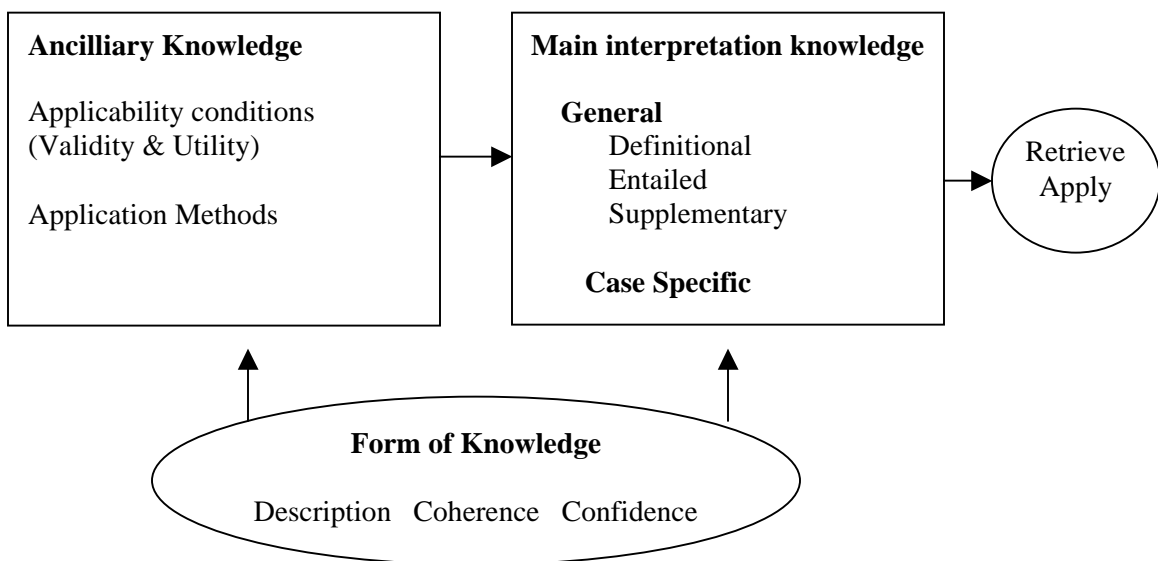 Ancilliary Knowledge
Applicability conditions
(Validity & Utility)
Application Methods
Main interpretation knowledge
General
Definitional
Entailed
Supplementary
Case Specific
Retrieve
Apply
Form of Knowledge
Description Coherence Confidence